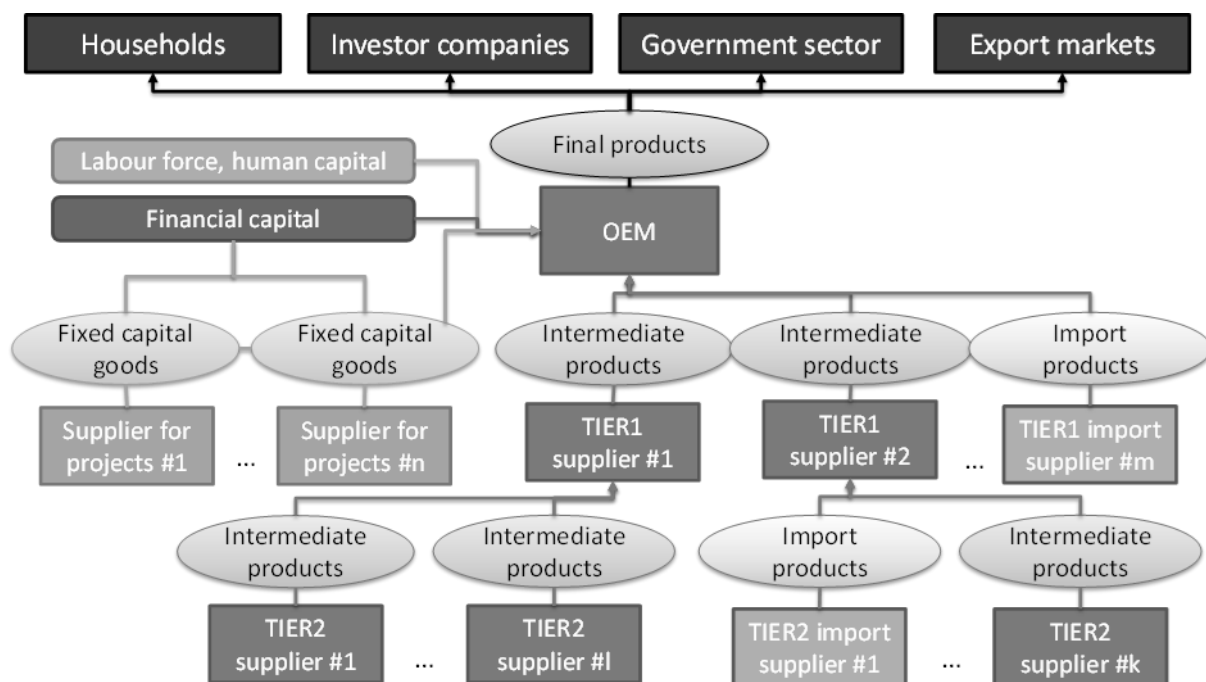 Households
Investor companies
Government sector
Export markets
Final products
Labour force, human capital
Financial capital
OEM
Fixed capital
goods
Fixed capital
goods
Intermediate
products
Intermediate
products
Import
products
Supplier for
projects #1
...
Supplier for
projects #n
TIER1
supplier #1
TIER1
supplier #2
...
TIER1 import
supplier #m
Intermediate
products
Intermediate
products
Import
products
Intermediate
products
TIER2
supplier #1
...
TIER2
supplier #l
TIER2 import
supplier #1
...
TIER2
supplier #k